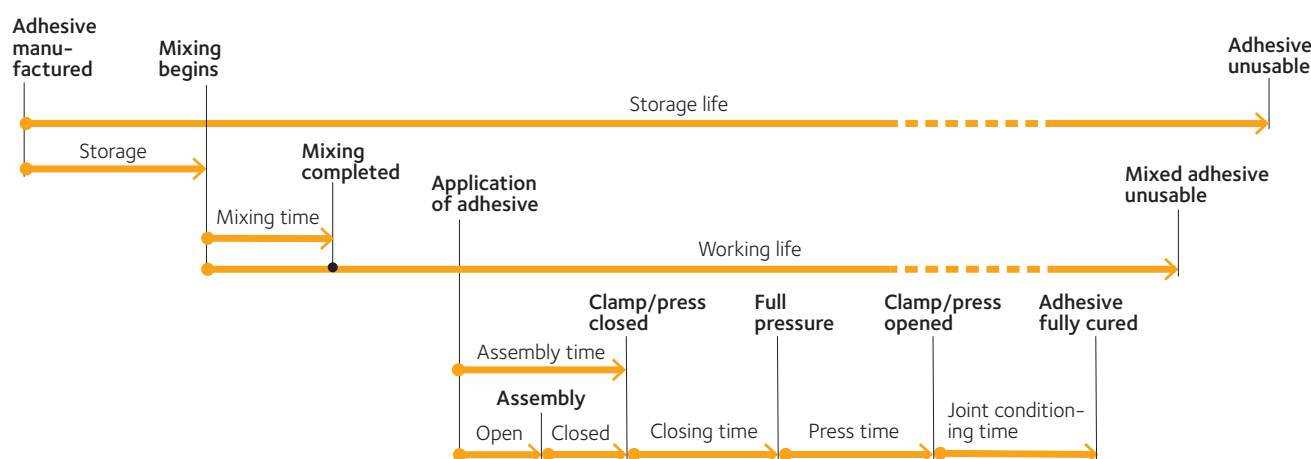 Adhesive
manu-
factured
Mixing
begins
Adhesive
unusable
Storage life
Storage
Mixing
completed
Application
of adhesive
Mixed adhesive
unusable
Mixing time
Working life
Clamp/press
closed
Full
pressure
Clamp/press
opened
Adhesive
fully cured
Assembly time
Assembly
Open
Closed
Closing time
Press time
Joint condition-
ing time